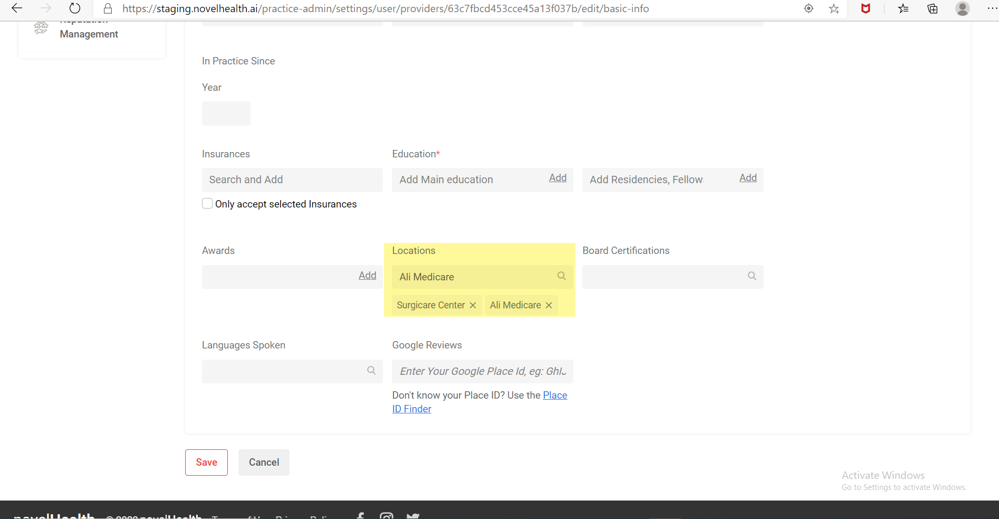 https://staging.novelhealth.ai/practice-admin/settings/user/providers/63c7fbcd453cce45a13f037b/edit/basic-info
Reputation
Management
In Practice Since
Year
Insurances
Education*
Search and Add
Add Main education
Add
Add Residencies, Fellow
Add
Only accept selected Insurances
Awards
Locations
Board Certifications
Add
Ali Medicare
Surgicare Center
Ali Medicare
Languages Spoken
Google Reviews
Enter Your Google Place Id, eg: GhIJ
Don't know your Place ID? Use the Place
ID Finder
Save
Cancel
Activate Windows
Go to Settings to activate Windows.
novelHealth
novelHealth